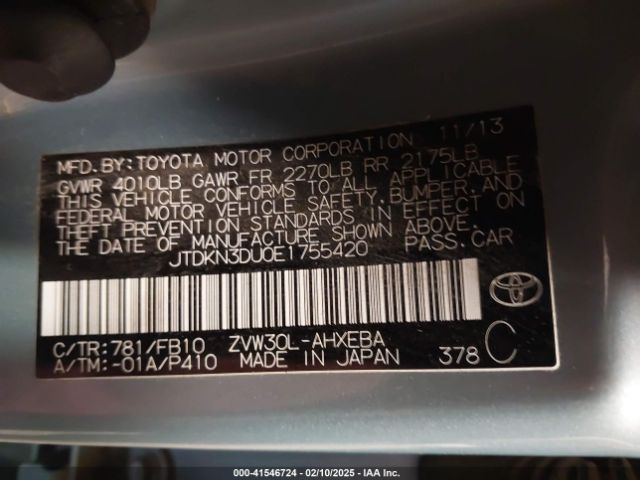 MFD.BY:TOYOTA MOTOR CORPORATION 11/13
GVWR 4010LB GAWR FR 2270LB RR 2175LB
THIS VEHICLE CONFORMS TO ALL APPLICABLE
FEDERAL MOTOR VEHICLE SAFETY,BUMPER,AND
THEFT PREVENTION STANDARDS IN EFFECT ON
THE DATE OF MANUFACTURE SHOWN ABOVE.
JTDKN3DU0E1755420 PASS.CAR
C/TR:781/FB10 ZVW30L-AHXEBA
A/TM:-01A/P410 MADE IN JAPAN 378 C
000-41546724 | 02/10/2025 | IAA Inc.